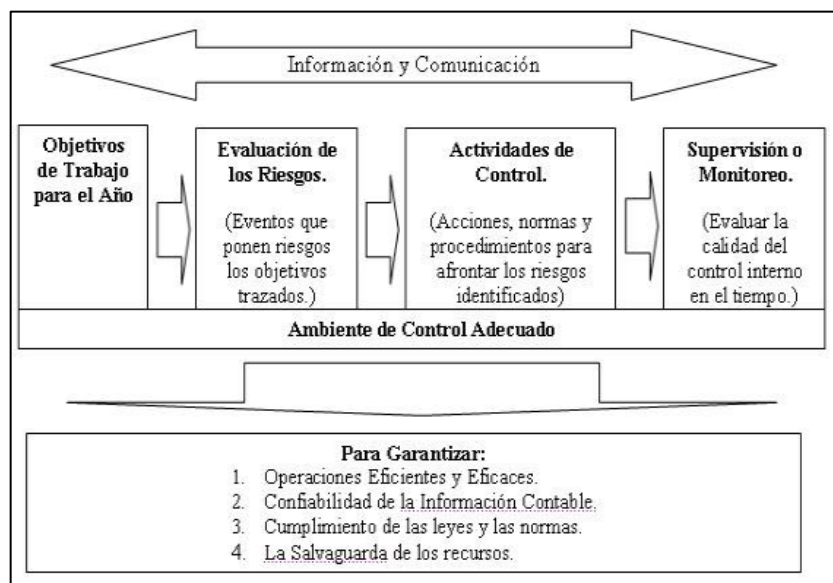 Información y Comunicación
Objetivos
de Trabajo
para el Año
Evaluación de
los Riesgos.
(Eventos que
ponen riesgos
los objetivos
trazados.)
Actividades de
Control.
(Acciones, normas y
procedimientos para
afrontar los riesgos
identificados)
Supervisión o
Monitoreo.
(Evaluar la
calidad del
control interno
en el tiempo.)
Ambiente de Control Adecuado
Para Garantizar:
1. Operaciones Eficientes y Eficaces.
2. Confiabilidad de la Información Contable.
3. Cumplimiento de las leyes y las normas.
4. La Salvaguarda de los recursos.